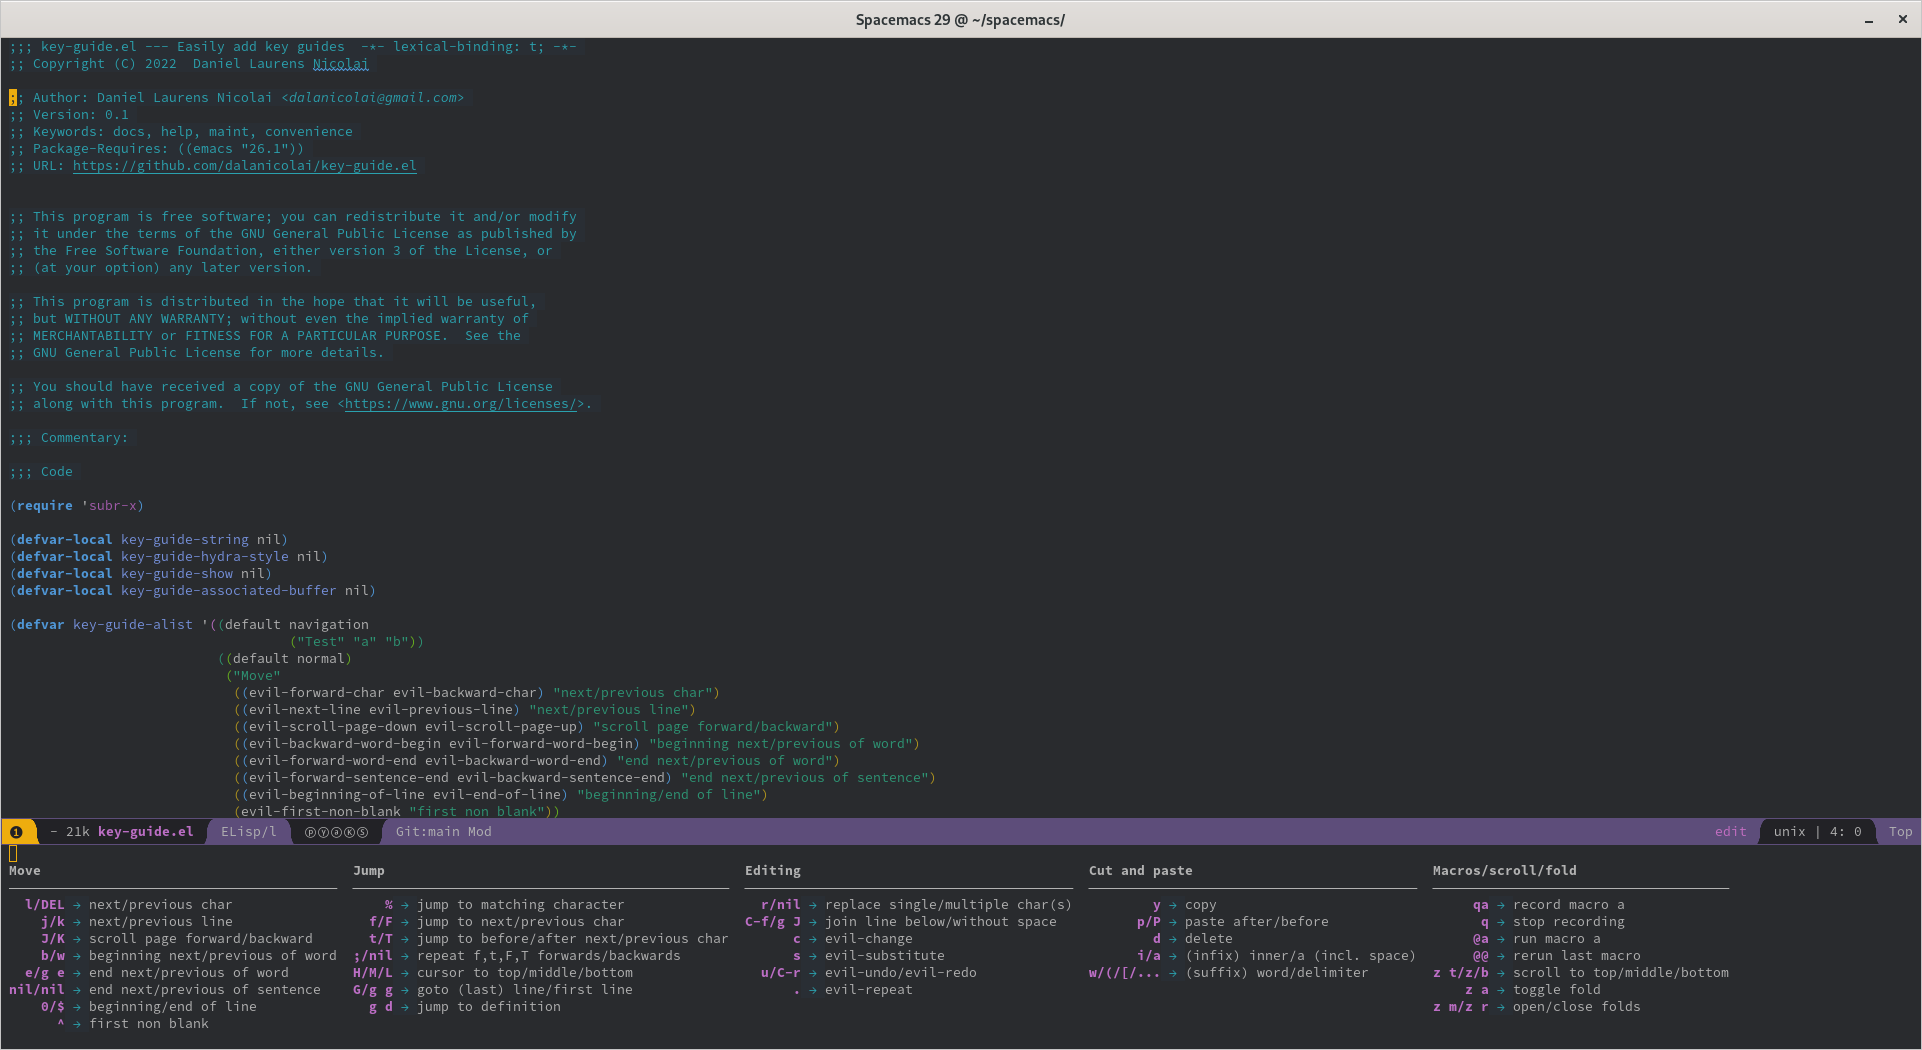 Spacemacs 29 @ ~/spacemacs/
;;; key-guide.el --- Easily add key guides  -*- lexical-binding: t; -*-
;; Copyright (C) 2022  Daniel Laurens Nicolai
;; Author: Daniel Laurens Nicolai <dalanicolai@gmail.com>
;; Version: 0.1
;; Keywords: docs, help, maint, convenience
;; Package-Requires: ((emacs "26.1"))
;; URL: https://github.com/dalanicolai/key-guide.el
;; This program is free software; you can redistribute it and/or modify
;; it under the terms of the GNU General Public License as published by
;; the Free Software Foundation, either version 3 of the License, or
;; (at your option) any later version.
;; This program is distributed in the hope that it will be useful,
;; but WITHOUT ANY WARRANTY; without even the implied warranty of
;; MERCHANTABILITY or FITNESS FOR A PARTICULAR PURPOSE.  See the
;; GNU General Public License for more details.
;; You should have received a copy of the GNU General Public License
;; along with this program.  If not, see <https://www.gnu.org/licenses/>.
;;; Commentary:
;;; Code
(require 'subr-x)
(defvar-local key-guide-string nil)
(defvar-local key-guide-hydra-style nil)
(defvar-local key-guide-show nil)
(defvar-local key-guide-associated-buffer nil)
(defvar key-guide-alist '((default navigation
("Test" "a" "b"))
((default normal)
("Move"
((evil-forward-char evil-backward-char) "next/previous char")
((evil-next-line evil-previous-line) "next/previous line")
((evil-scroll-page-down evil-scroll-page-up) "scroll page forward/backward")
((evil-backward-word-begin evil-forward-word-begin) "beginning next/previous of word")
((evil-forward-word-end evil-backward-word-end) "end next/previous of word")
((evil-forward-sentence-end evil-backward-sentence-end) "end next/previous of sentence")
((evil-beginning-of-line evil-end-of-line) "beginning/end of line")
(evil-first-non-blank "first non blank"))
❶ - 21k key-guide.el ELisp/l ⓟⓨⓐⓀⓢ Git:main Mod edit unix | 4: 0 Top
Move Jump Editing Cut and paste Macros/scroll/fold
l/DEL → next/previous char % → jump to matching character r/nil → replace single/multiple char(s) y → copy qa → record macro a
j/k → next/previous line f/F → jump to next/previous char C-f/g J → join line below/without space p/P → paste after/before q → stop recording
J/K → scroll page forward/backward t/T → jump to before/after next/previous char c → evil-change d → delete @a → run macro a
b/w → beginning next/previous of word ;/nil → repeat f,t,F,T forwards/backwards s → evil-substitute i/a → (infix) inner/a (incl. space) @@ → rerun last macro
e/g e → end next/previous of word H/M/L → cursor to top/middle/bottom u/C-r → evil-undo/evil-redo w/(/[/... → (suffix) word/delimiter z t/z/b → scroll to top/middle/bottom
nil/nil → end next/previous of sentence G/g g → goto (last) line/first line . → evil-repeat z a → toggle fold
0/$ → beginning/end of line g d → jump to definition z m/z r → open/close folds
^ → first non blank